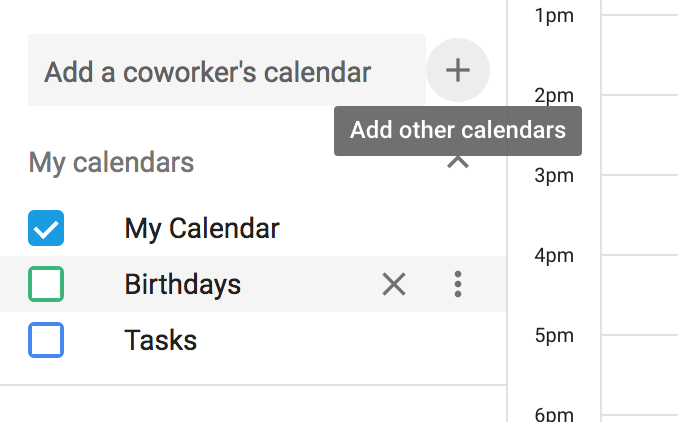 Add a coworker's calendar
Add other calendars
My calendars
My Calendar
Birthdays
Tasks
1pm
2pm
3pm
4pm
5pm
6pm